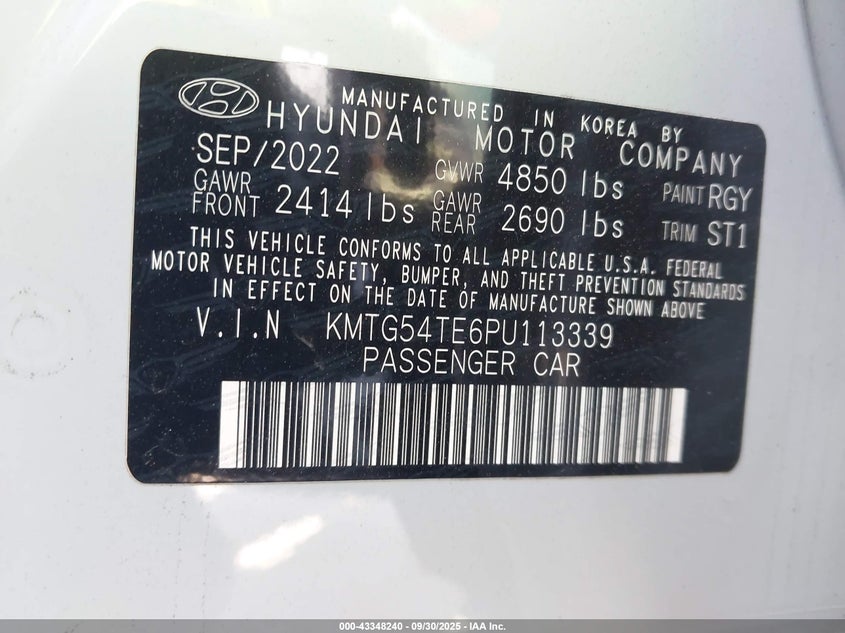 MANUFACTURED IN KOREA BY
HYUNDAI MOTOR COMPANY
SEP/2022 GVWR 4850 lbs PAINT RGY
GAWR FRONT 2414 lbs GAWR REAR 2690 lbs TRIM ST1
THIS VEHICLE CONFORMS TO ALL APPLICABLE U.S.A. FEDERAL
MOTOR VEHICLE SAFETY, BUMPER, AND THEFT PREVENTION STANDARDS
IN EFFECT ON THE DATE OF MANUFACTURE SHOWN ABOVE
V.I.N KMTG54TE6PU113339
PASSENGER CAR
000-43348240 - 09/30/2025 - IAA Inc.